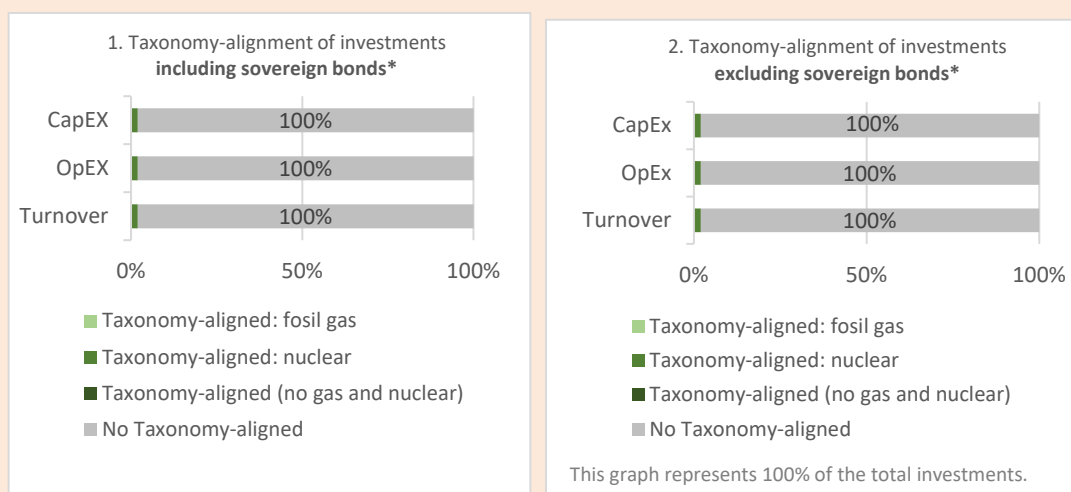 1. Taxonomy-alignment of investments
including sovereign bonds*
CapEX
100%
OpEX
100%
Turnover
100%
0%
50%
100%
Taxonomy-aligned: fosil gas
Taxonomy-aligned: nuclear
Taxonomy-aligned (no gas and nuclear)
No Taxonomy-aligned
2. Taxonomy-alignment of investments
excluding sovereign bonds*
CapEx
100%
OpEx
100%
Turnover
100%
0%
50%
100%
Taxonomy-aligned: fosil gas
Taxonomy-aligned: nuclear
Taxonomy-aligned (no gas and nuclear)
No Taxonomy-aligned
This graph represents 100% of the total investments.